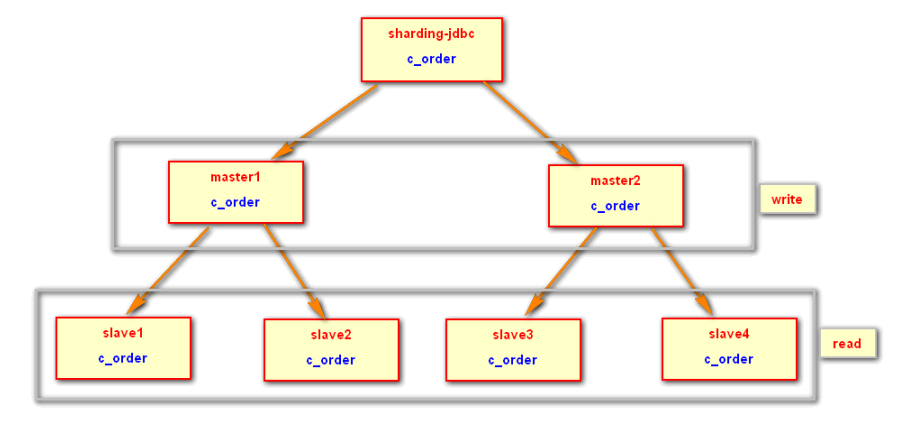 sharding-jdbc
c_order
master1
c_order
master2
c_order
write
slave1
c_order
slave2
c_order
slave3
c_order
slave4
c_order
read